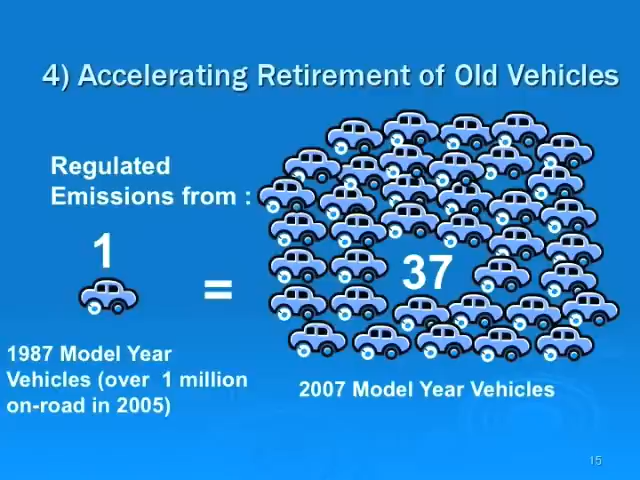 4) Accelerating Retirement of Old Vehicles
Regulated
Emissions from :
1
=
37
1987 Model Year
Vehicles (over 1 million
on-road in 2005)
2007 Model Year Vehicles
15